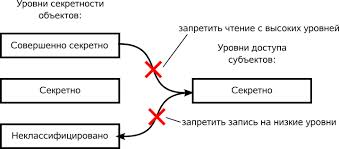 Уровни секретности
объектов:
запретить чтение с высоких уровней
Совершенно секретно
Уровни доступа
субъектов:
Секретно
Секретно
запретить запись на низкие уровни
Неклассифицировано